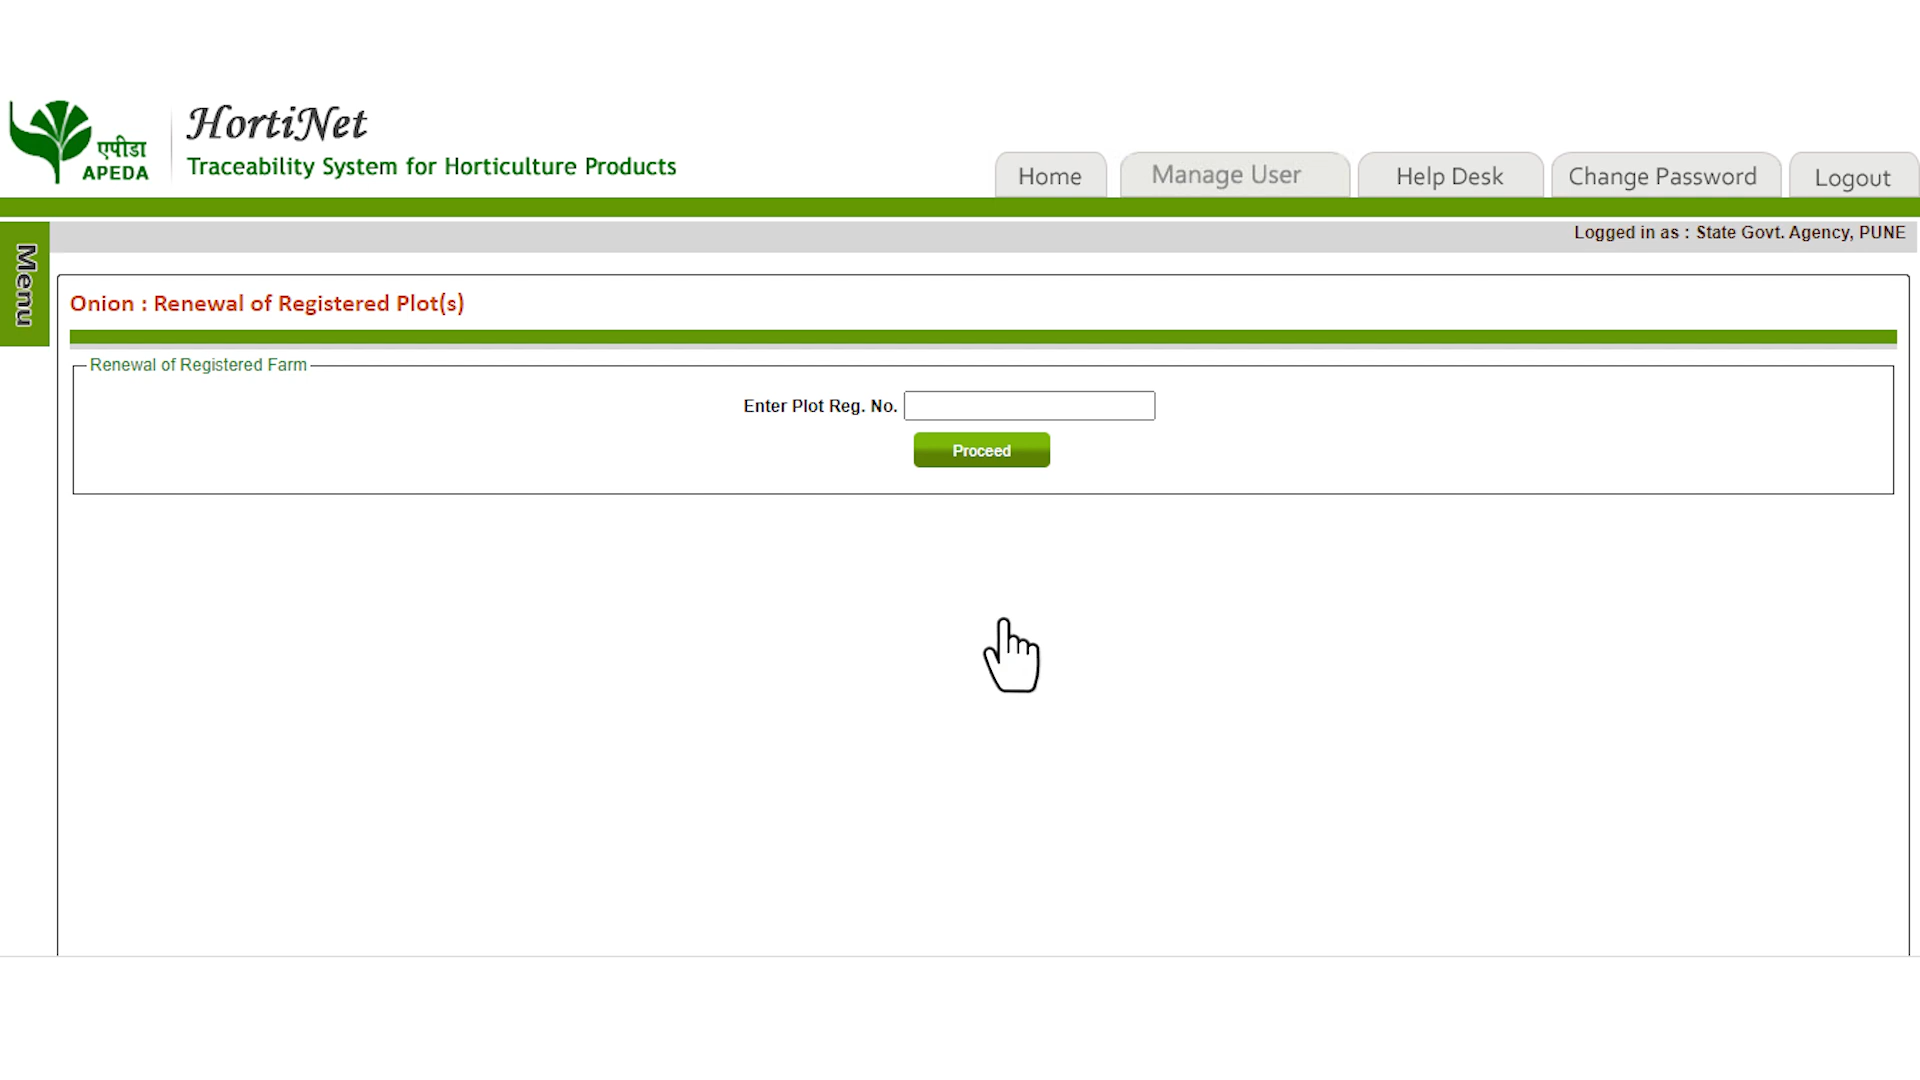 एपीडा
APEDA
HortiNet
Traceability System for Horticulture Products
Home
Manage User
Help Desk
Change Password
Logout
Logged in as : State Govt. Agency, PUNE
Menu
Onion : Renewal of Registered Plot(s)
Renewal of Registered Farm
Enter Plot Reg. No.
Proceed